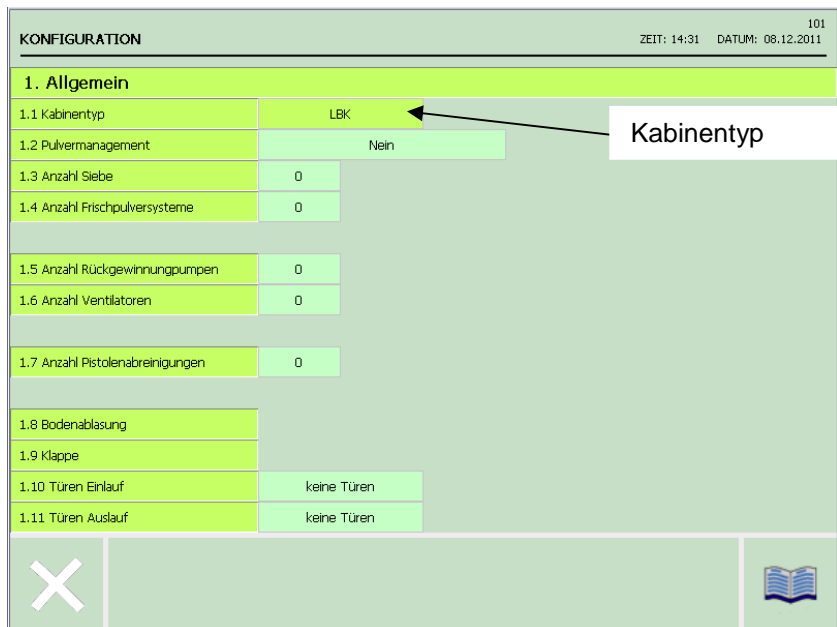 101
KONFIGURATION ZEIT: 14:31 DATUM: 08.12.2011
1. Allgemein
1.1 Kabinentyp LBK
Kabinentyp
1.2 Pulvermanagement Nein
1.3 Anzahl Siebe 0
1.4 Anzahl Frischpulversysteme 0
1.5 Anzahl Rückgewinnungpumpen 0
1.6 Anzahl Ventilatoren 0
1.7 Anzahl Pistolenabreinigungen 0
1.8 Bodenablasung
1.9 Klappe
1.10 Türen Einlauf keine Türen
1.11 Türen Auslauf keine Türen